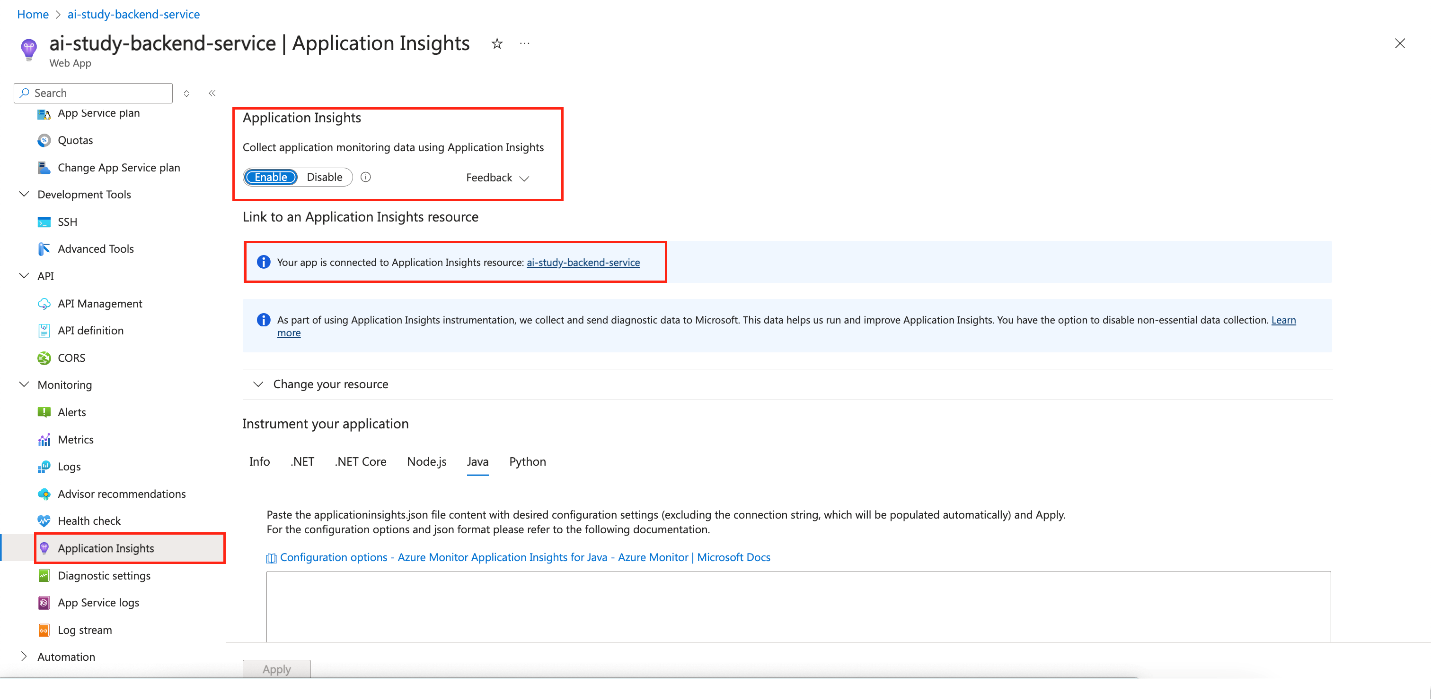 Home > ai-study-backend-service
ai-study-backend-service | Application Insights
Web App
Search
App Service plan
Quotas
Change App Service plan
Development Tools
SSH
Advanced Tools
API
API Management
API definition
CORS
Monitoring
Alerts
Metrics
Logs
Advisor recommendations
Health check
Application Insights
Diagnostic settings
App Service logs
Log stream
Automation
Application Insights
Collect application monitoring data using Application Insights
Enable Disable Feedback
Link to an Application Insights resource
Your app is connected to Application Insights resource: ai-study-backend-service
As part of using Application Insights instrumentation, we collect and send diagnostic data to Microsoft. This data helps us run and improve Application Insights. You have the option to disable non-essential data collection. Learn
more
Change your resource
Instrument your application
Info .NET .NET Core Node.js Java Python
Paste the applicationinsights.json file content with desired configuration settings (excluding the connection string, which will be populated automatically) and Apply.
For the configuration options and json format please refer to the following documentation.
Configuration options - Azure Monitor Application Insights for Java - Azure Monitor | Microsoft Docs
Apply